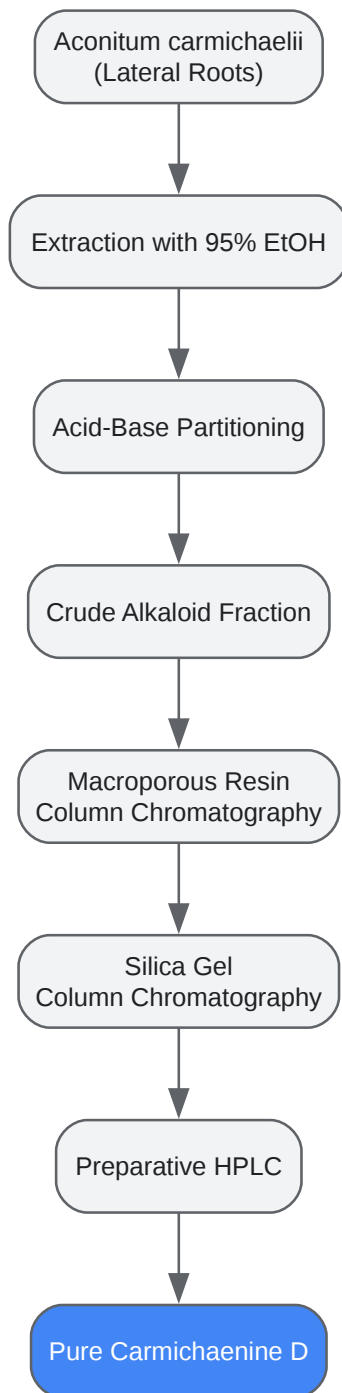 Aconitum carmichaelii
(Lateral Roots)
Extraction with 95% EtOH
Acid-Base Partitioning
Crude Alkaloid Fraction
Macroporous Resin
Column Chromatography
Silica Gel
Column Chromatography
Preparative HPLC
Pure Carmichaenine D